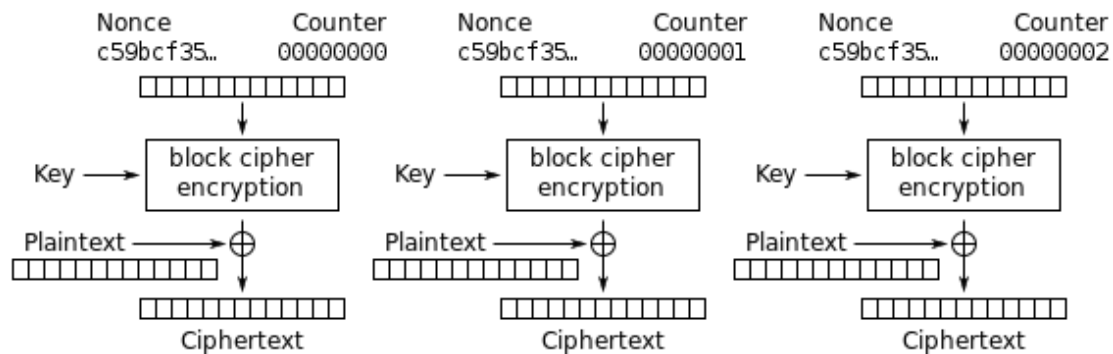 Nonce Counter Nonce Counter Nonce Counter
c59bcf35… 00000000 c59bcf35… 00000001 c59bcf35… 00000002
block cipher block cipher block cipher
Key Key Key
encryption encryption encryption
Plaintext Plaintext Plaintext
Ciphertext Ciphertext Ciphertext